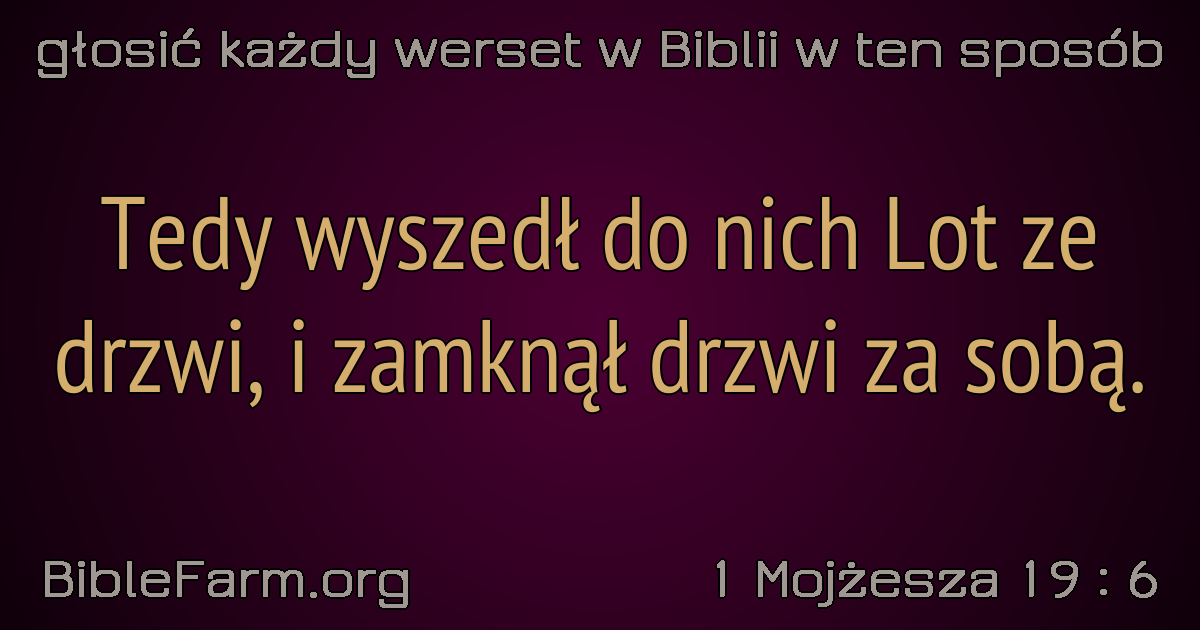 głosić każdy werset w Biblii w ten sposób
Tedy wyszedł do nich Lot ze
drzwi, i zamknął drzwi za sobą.
BibleFarm.org
1 Mojżesza 19 : 6